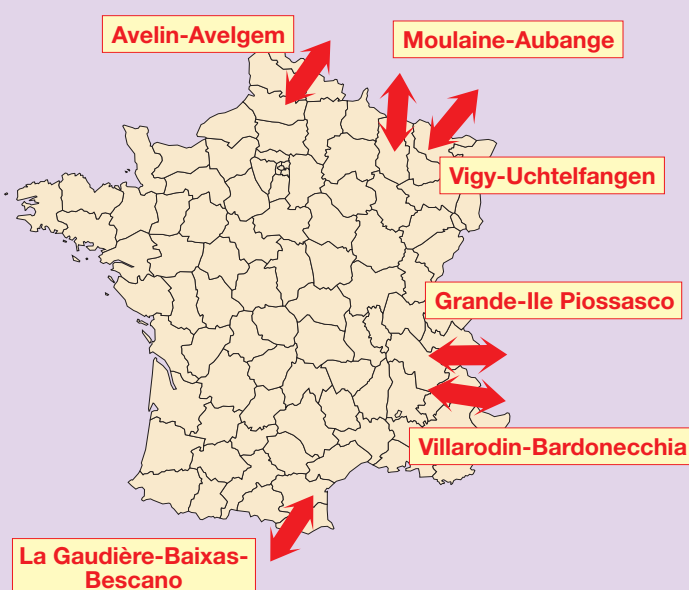 Avelin-Avelgem
Moulaine-Aubange
Vigy-Uchtelfangen
Grande-Ile Piossasco
Villarodin-Bardonecchia
La Gaudière-Baixas-
Bescano